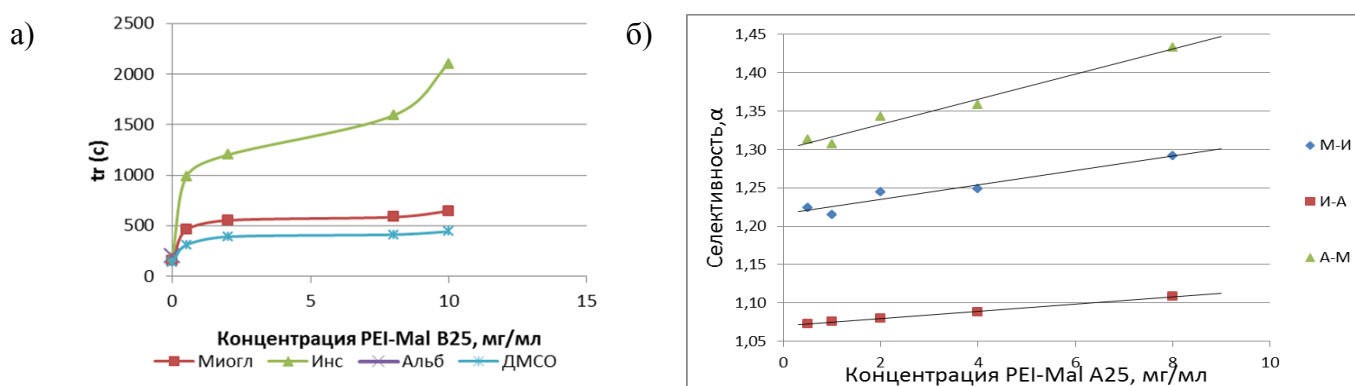 а)
2500
2000
1500
1000
500
0
tr (с)
0 5 10 15
Концентрация PEI-Mal B25, мг/мл
Миогл Инс Альб ДМСО
б)
1,45
1,40
1,35
1,30
1,25
1,20
1,15
1,10
1,05
Селективность,α
0 2 4 6 8 10
Концентрация PEI-Mal A25, мг/мл
М-И
И-А
А-М